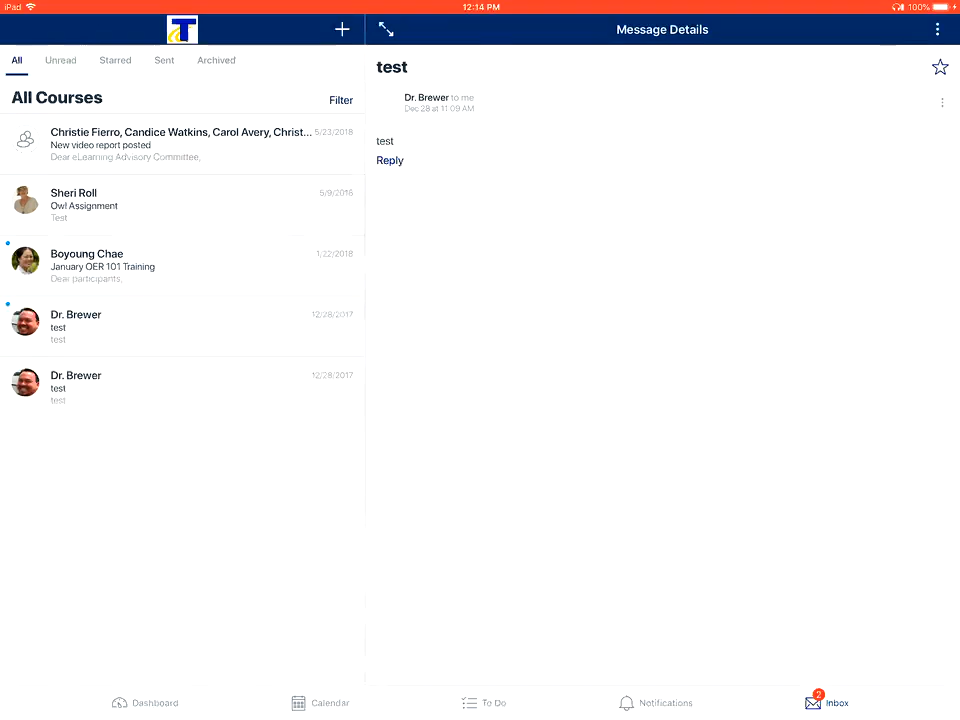 iPad
12:14 PM
100%
T
Message Details
All
Unread
Starred
Sent
Archived
All Courses
Filter
Christie Fierro, Candice Watkins, Carol Avery, Christ...
5/23/2018
New video report posted
Dear eLearning Advisory Committee,
Sheri Roll
5/9/2016
Owl Assignment
Test
Boyoung Chae
1/22/2018
January OER 101 Training
Dear participants,
Dr. Brewer
12/28/2017
test
test
Dr. Brewer
12/28/2017
test
test
test
Dr. Brewer to me
Dec 28 at 11:09 AM
test
Reply
Dashboard
Calendar
To Do
Notifications
2
Inbox